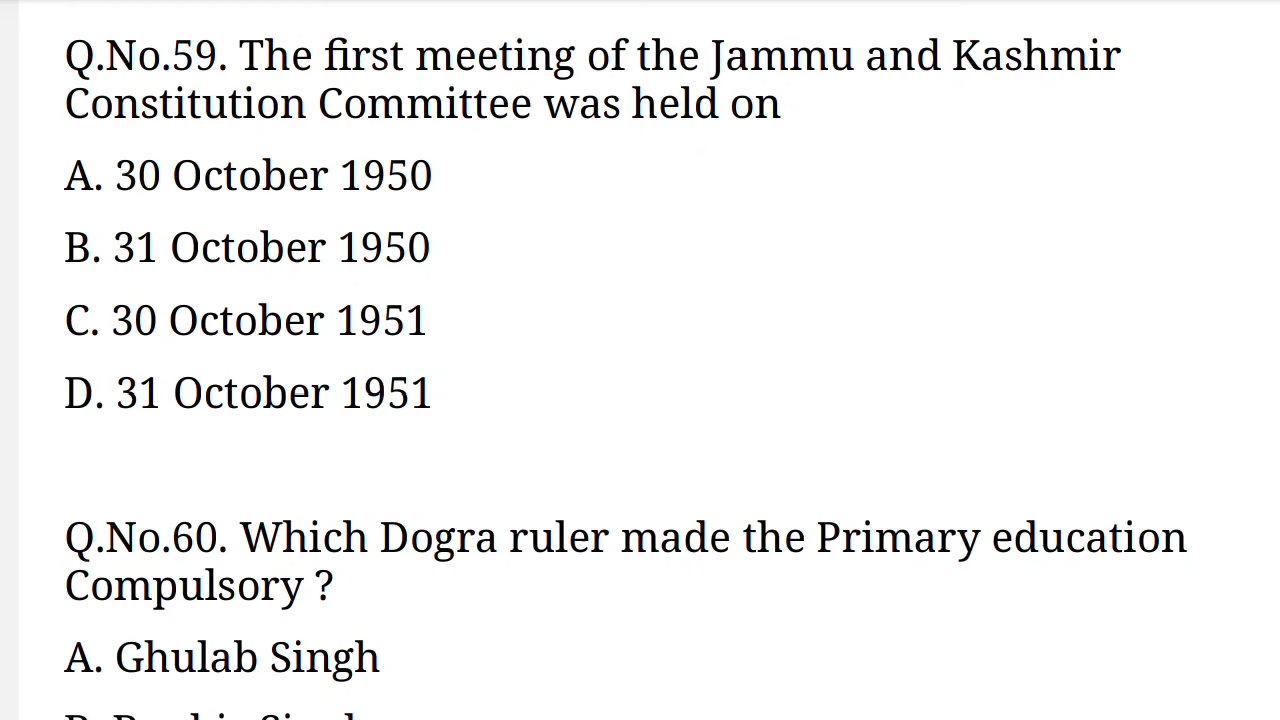 Q.No.59. The first meeting of the Jammu and Kashmir
Constitution Committee was held on
A. 30 October 1950
B. 31 October 1950
C. 30 October 1951
D. 31 October 1951
Q.No.60. Which Dogra ruler made the Primary education
Compulsory ?
A. Ghulab Singh